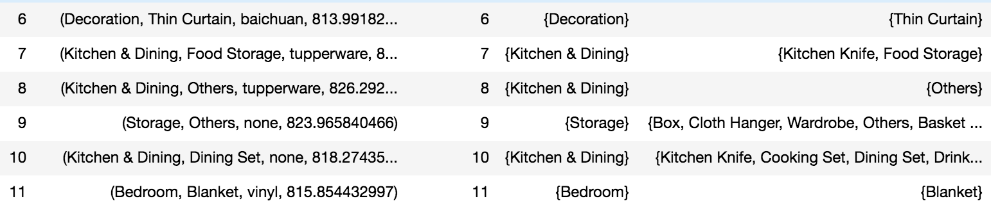 6 (Decoration, Thin Curtain, baichuan, 813.99182... 6 {Decoration} {Thin Curtain}
7 (Kitchen & Dining, Food Storage, tupperware, 8... 7 {Kitchen & Dining} {Kitchen Knife, Food Storage}
8 (Kitchen & Dining, Others, tupperware, 826.292... 8 {Kitchen & Dining} {Others}
9 (Storage, Others, none, 823.965840466) 9 {Storage} {Box, Cloth Hanger, Wardrobe, Others, Basket ...
10 (Kitchen & Dining, Dining Set, none, 818.27435... 10 {Kitchen & Dining} {Kitchen Knife, Cooking Set, Dining Set, Drink...
11 (Bedroom, Blanket, vinyl, 815.854432997) 11 {Bedroom} {Blanket}